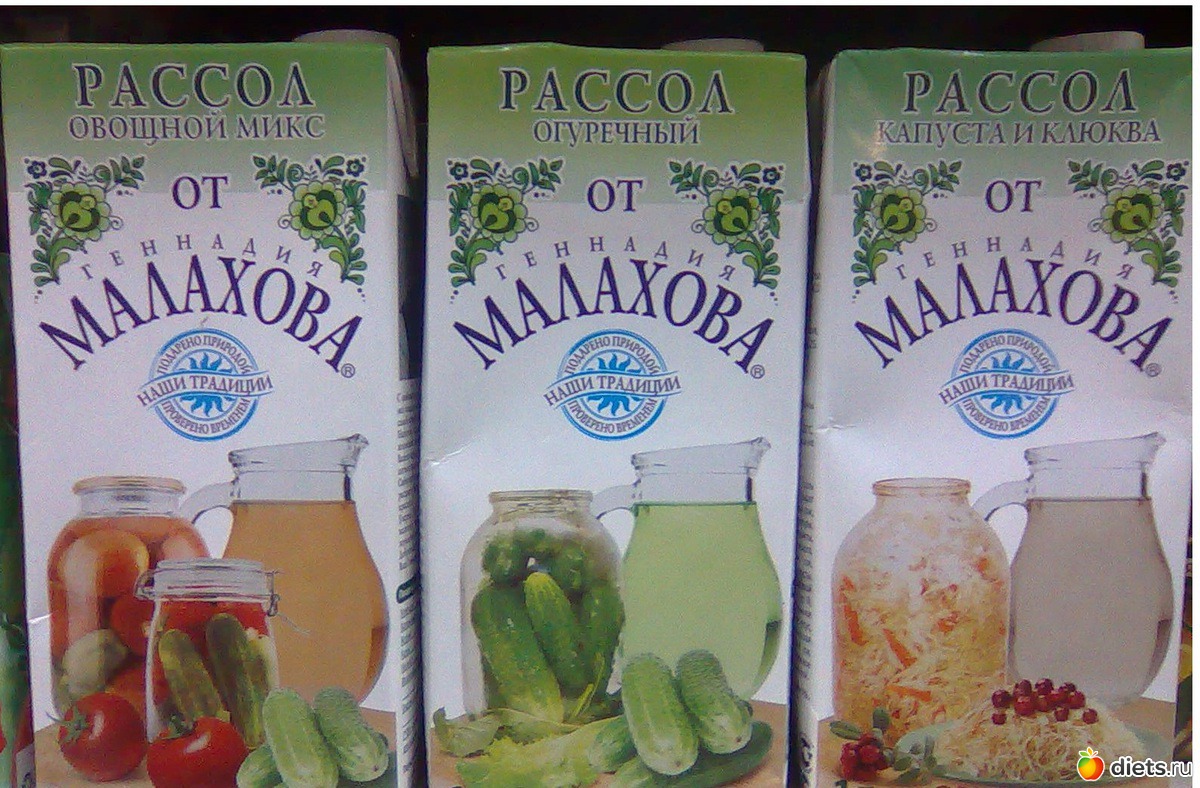 РАССОЛ
ОВОЩНОЙ МИКС
ОТ
ГЕННАДИЯ
МАЛАХОВА®
ПОДАРЕНО ПРИРОДОЙ
НАШИ ТРАДИЦИИ
ПРОВЕРЕНО ВРЕМЕНЕМ
РАССОЛ
ОГУРЕЧНЫЙ
ОТ
ГЕННАДИЯ
МАЛАХОВА®
ПОДАРЕНО ПРИРОДОЙ
НАШИ ТРАДИЦИИ
ПРОВЕРЕНО ВРЕМЕНЕМ
РАССОЛ
КАПУСТА И КЛЮКВА
ОТ
ГЕННАДИЯ
МАЛАХОВА®
ПОДАРЕНО ПРИРОДОЙ
НАШИ ТРАДИЦИИ
ПРОВЕРЕНО ВРЕМЕНЕМ
diets.ru